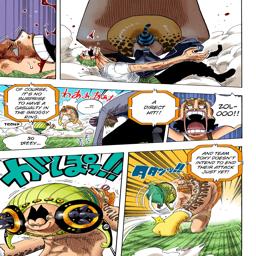 ZOL-
OOO!!
A
DIRECT
HIT!!
OF COURSE,
IT'S NO
SURPRISE
TO HAVE
A CASUALTY
IN THE
GROGGY
RING.
SO
DIZZY...
AND TEAM
FOXY DOESN'T
INTEND TO END
THEIR ATTACK
JUST YET!